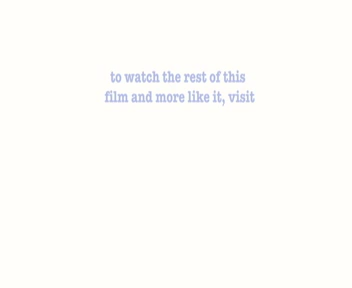 to watch the rest of this
film and more like it, visit